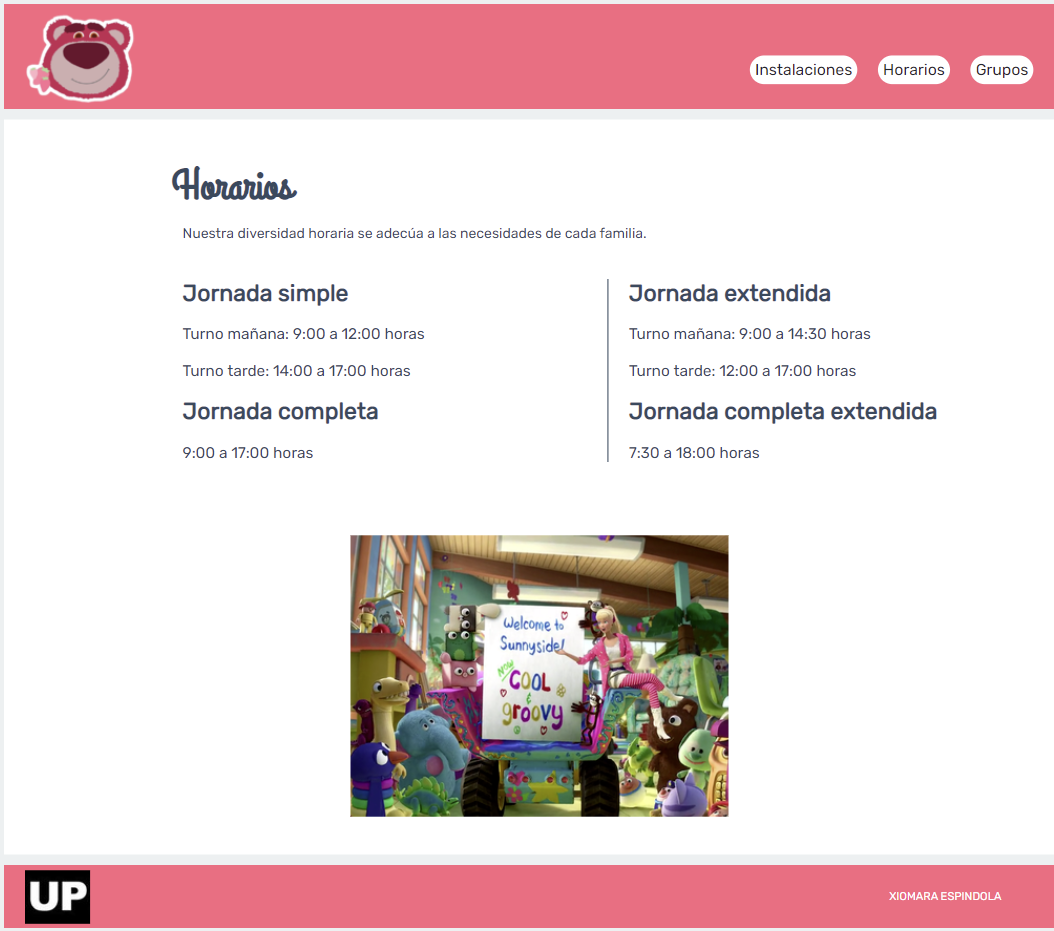 Instalaciones Horarios Grupos
Horarios
Nuestra diversidad horaria se adecúa a las necesidades de cada familia.
Jornada simple
Turno mañana: 9:00 a 12:00 horas
Turno tarde: 14:00 a 17:00 horas
Jornada completa
9:00 a 17:00 horas
Jornada extendida
Turno mañana: 9:00 a 14:30 horas
Turno tarde: 12:00 a 17:00 horas
Jornada completa extendida
7:30 a 18:00 horas
Welcome to
Sunnyside!
Now
COOL
&
groovy
UP
XIOMARA ESPINDOLA